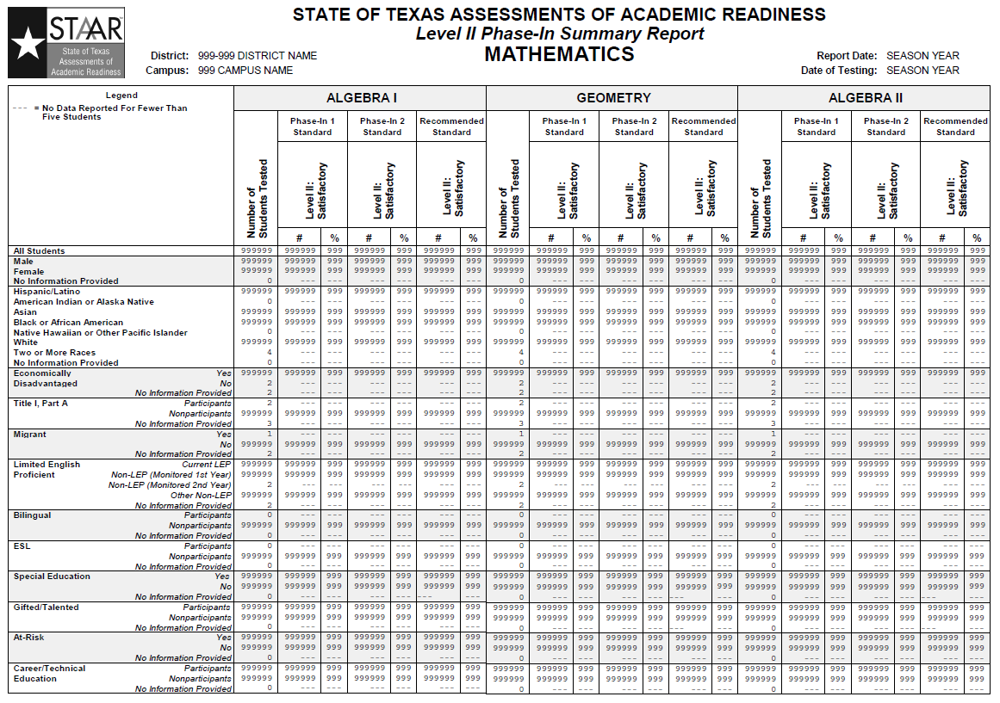 STAAR
State of Texas
Assessments of
Academic Readiness
STATE OF TEXAS ASSESSMENTS OF ACADEMIC READINESS
Level II Phase-In Summary Report
MATHEMATICS
District: 999-999 DISTRICT NAME
Campus: 999 CAMPUS NAME
Report Date: SEASON YEAR
Date of Testing: SEASON YEAR
Legend
--- = No Data Reported For Fewer Than
Five Students
ALGEBRA I GEOMETRY ALGEBRA II
Number of Students Tested Phase-In 1 Standard Phase-In 2 Standard Recommended Standard Number of Students Tested Phase-In 1 Standard Phase-In 2 Standard Recommended Standard Number of Students Tested Phase-In 1 Standard Phase-In 2 Standard Recommended Standard
Level II: Satisfactory Level II: Satisfactory Level II: Satisfactory Level II: Satisfactory Level II: Satisfactory Level II: Satisfactory Level II: Satisfactory Level II: Satisfactory Level II: Satisfactory
# % # % # % # % # % # % # % # % # %
All Students 999999 999999 999 999999 999 999999 999 999999 999999 999 999999 999 999999 999 999999 999999 999 999999 999 999999 999
Male 999999 999999 999 999999 999 999999 999 999999 999999 999 999999 999 999999 999 999999 999999 999 999999 999 999999 999
Female 999999 999999 999 999999 999 999999 999 999999 999999 999 999999 999 999999 999 999999 999999 999 999999 999 999999 999
No Information Provided 0 --- --- --- --- --- --- 0 --- --- --- --- --- --- 0 --- --- --- --- --- ---
Hispanic/Latino 999999 999999 999 999999 999 999999 999 999999 999999 999 999999 999 999999 999 999999 999999 999 999999 999 999999 999
American Indian or Alaska Native 0 --- --- --- --- --- --- 0 --- --- --- --- --- --- 0 --- --- --- --- --- ---
Asian 999999 999999 999 999999 999 999999 999 999999 999999 999 999999 999 999999 999 999999 999999 999 999999 999 999999 999
Black or African American 999999 999999 999 999999 999 999999 999 999999 999999 999 999999 999 999999 999 999999 999999 999 999999 999 999999 999
Native Hawaiian or Other Pacific Islander 0 --- --- --- --- --- --- 0 --- --- --- --- --- --- 0 --- --- --- --- --- ---
White 999999 999999 999 999999 999 999999 999 999999 999999 999 999999 999 999999 999 999999 999999 999 999999 999 999999 999
Two or More Races 4 --- --- --- --- --- --- 4 --- --- --- --- --- --- 4 --- --- --- --- --- ---
No Information Provided 0 --- --- --- --- --- --- 0 --- --- --- --- --- --- 0 --- --- --- --- --- ---
Economically Yes 999999 999999 999 999999 999 999999 999 999999 999999 999 999999 999 999999 999 999999 999999 999 999999 999 999999 999
Disadvantaged No 2 --- --- --- --- --- --- 2 --- --- --- --- --- --- 2 --- --- --- --- --- ---
No Information Provided 2 --- --- --- --- --- --- 2 --- --- --- --- --- --- 2 --- --- --- --- --- ---
Title I, Part A Participants 2 --- --- --- --- --- --- 2 --- --- --- --- --- --- 2 --- --- --- --- --- ---
Nonparticipants 999999 999999 999 999999 999 999999 999 999999 999999 999 999999 999 999999 999 999999 999999 999 999999 999 999999 999
No Information Provided 3 --- --- --- --- --- --- 3 --- --- --- --- --- --- 3 --- --- --- --- --- ---
Migrant Yes 1 --- --- --- --- --- --- 1 --- --- --- --- --- --- 1 --- --- --- --- --- ---
No 999999 999999 999 999999 999 999999 999 999999 999999 999 999999 999 999999 999 999999 999999 999 999999 999 999999 999
No Information Provided 2 --- --- --- --- --- --- 2 --- --- --- --- --- --- 2 --- --- --- --- --- ---
Limited English Current LEP 999999 999999 999 999999 999 999999 999 999999 999999 999 999999 999 999999 999 999999 999999 999 999999 999 999999 999
Proficient Non-LEP (Monitored 1st Year) 999999 999999 999 999999 999 999999 999 999999 999999 999 999999 999 999999 999 999999 999999 999 999999 999 999999 999
Non-LEP (Monitored 2nd Year) 2 --- --- --- --- --- --- 2 --- --- --- --- --- --- 2 --- --- --- --- --- ---
Other Non-LEP 999999 999999 999 999999 999 999999 999 999999 999999 999 999999 999 999999 999 999999 999999 999 999999 999 999999 999
No Information Provided 2 --- --- --- --- --- --- 2 --- --- --- --- --- --- 2 --- --- --- --- --- ---
Bilingual Participants 0 --- --- --- --- --- --- 0 --- --- --- --- --- --- 0 --- --- --- --- --- ---
Nonparticipants 999999 999999 999 999999 999 999999 999 999999 999999 999 999999 999 999999 999 999999 999999 999 999999 999 999999 999
No Information Provided 0 --- --- --- --- --- --- 0 --- --- --- --- --- --- 0 --- --- --- --- --- ---
ESL Participants 0 --- --- --- --- --- --- 0 --- --- --- --- --- --- 0 --- --- --- --- --- ---
Nonparticipants 999999 999999 999 999999 999 999999 999 999999 999999 999 999999 999 999999 999 999999 999999 999 999999 999 999999 999
No Information Provided 0 --- --- --- --- --- --- 0 --- --- --- --- --- --- 0 --- --- --- --- --- ---
Special Education Yes 999999 999999 999 999999 999 999999 999 999999 999999 999 999999 999 999999 999 999999 999999 999 999999 999 999999 999
No 999999 999999 999 999999 999 999999 999 999999 999999 999 999999 999 999999 999 999999 999999 999 999999 999 999999 999
No Information Provided 0 --- --- --- --- --- --- 0 --- --- --- --- --- --- 0 --- --- --- --- --- ---
Gifted/Talented Participants 999999 999999 999 999999 999 999999 999 999999 999999 999 999999 999 999999 999 999999 999999 999 999999 999 999999 999
Nonparticipants 999999 999999 999 999999 999 999999 999 999999 999999 999 999999 999 999999 999 999999 999999 999 999999 999 999999 999
No Information Provided 0 --- --- --- --- --- --- 0 --- --- --- --- --- --- 0 --- --- --- --- --- ---
At-Risk Yes 999999 999999 999 999999 999 999999 999 999999 999999 999 999999 999 999999 999 999999 999999 999 999999 999 999999 999
No 999999 999999 999 999999 999 999999 999 999999 999999 999 999999 999 999999 999 999999 999999 999 999999 999 999999 999
No Information Provided 0 --- --- --- --- --- --- 0 --- --- --- --- --- --- 0 --- --- --- --- --- ---
Career/Technical Participants 999999 999999 999 999999 999 999999 999 999999 999999 999 999999 999 999999 999 999999 999999 999 999999 999 999999 999
Education Nonparticipants 999999 999999 999 999999 999 999999 999 999999 999999 999 999999 999 999999 999 999999 999999 999 999999 999 999999 999
No Information Provided 0 --- --- --- --- --- --- 0 --- --- --- --- --- --- 0 --- --- --- --- --- ---